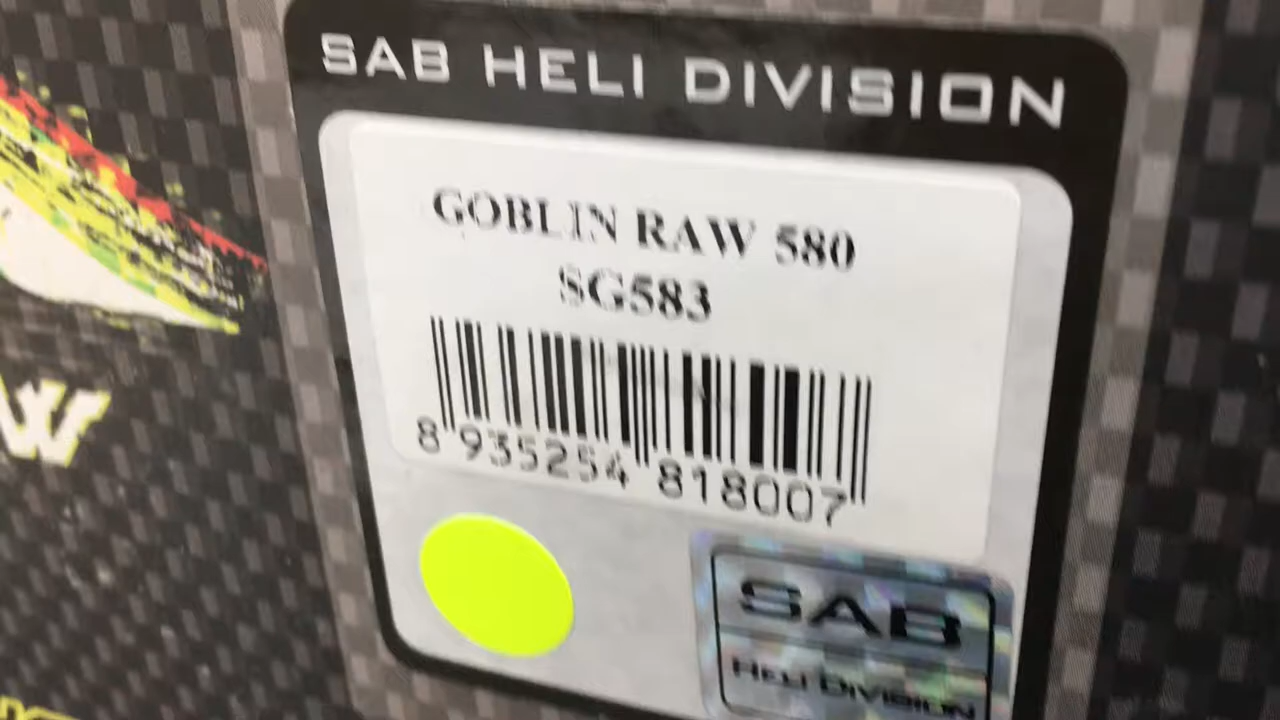 SAB HELI DIVISION
GOBLIN RAW 580
SG583
8 935254 818007
SAB
HELI DIVISION